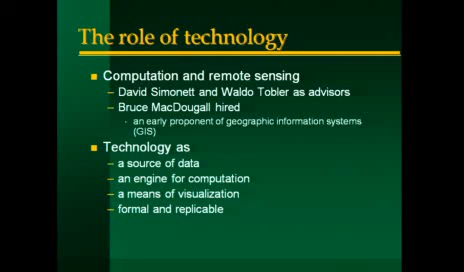 The role of technology
Computation and remote sensing
– David Simonett and Waldo Tobler as advisors
– Bruce MacDougall hired
- an early proponent of geographic information systems
(GIS)
Technology as
– a source of data
– an engine for computation
– a means of visualization
– formal and replicable